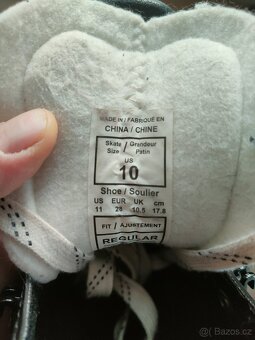 MADE IN / FABRIQUÉ EN
CHINA / CHINE
Skate / Grandeur
Size / Patin
US
10
Shoe / Soulier
US EUR UK cm
11 28 10.5 17.8
FIT / AJUSTEMENT
REGULAR
Bazoš.cz